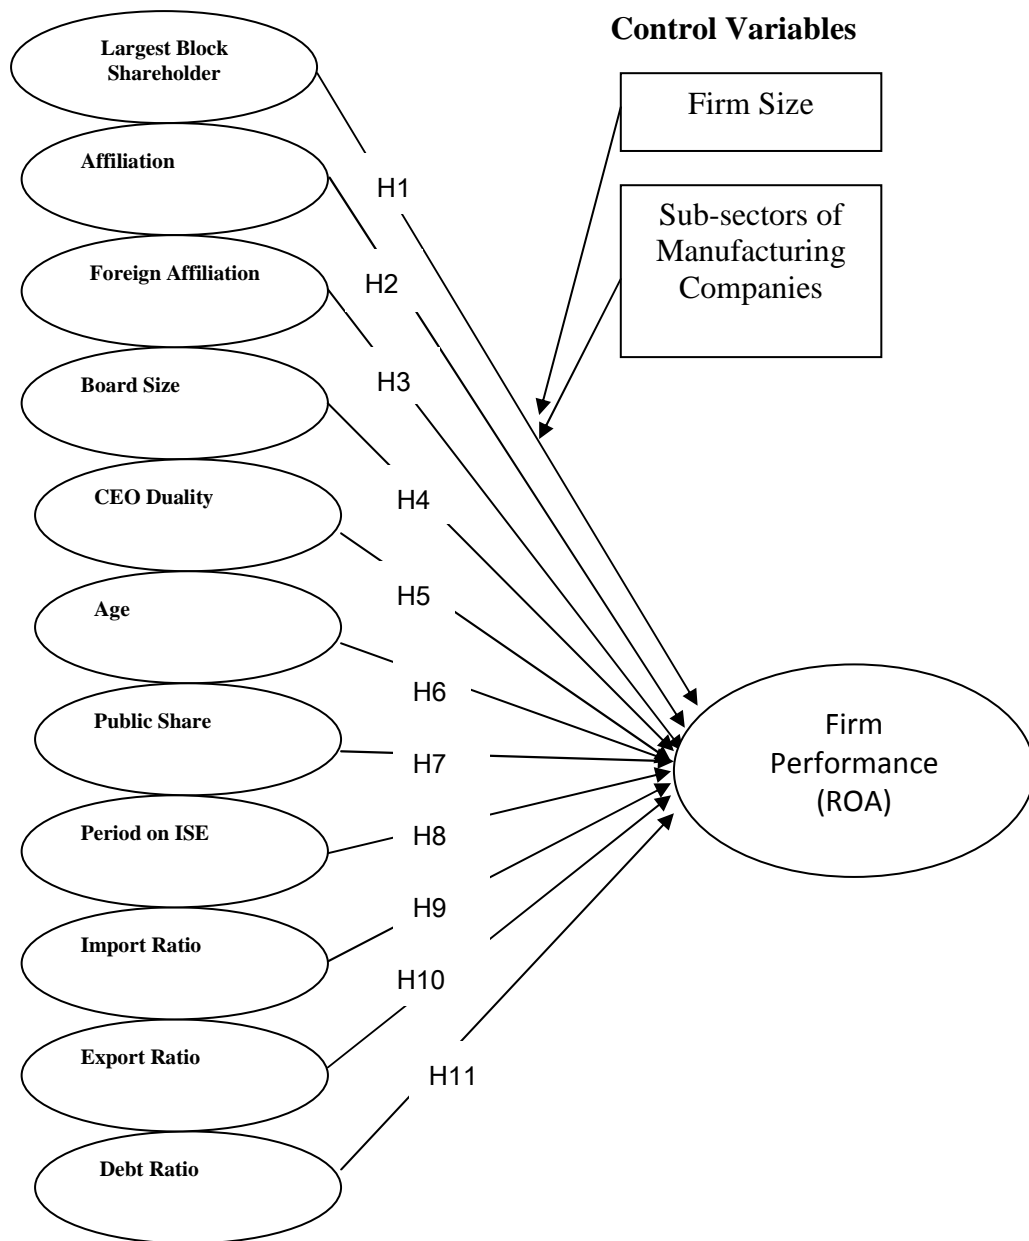 Control Variables
Largest Block
Shareholder
Firm Size
Affiliation
H1
Sub-sectors of
Manufacturing
Companies
Foreign Affiliation
H2
Board Size
H3
CEO Duality
H4
Age
H5
Public Share
H6
Firm
Performance
(ROA)
H7
Period on ISE
H8
Import Ratio
H9
Export Ratio
H10
Debt Ratio
H11